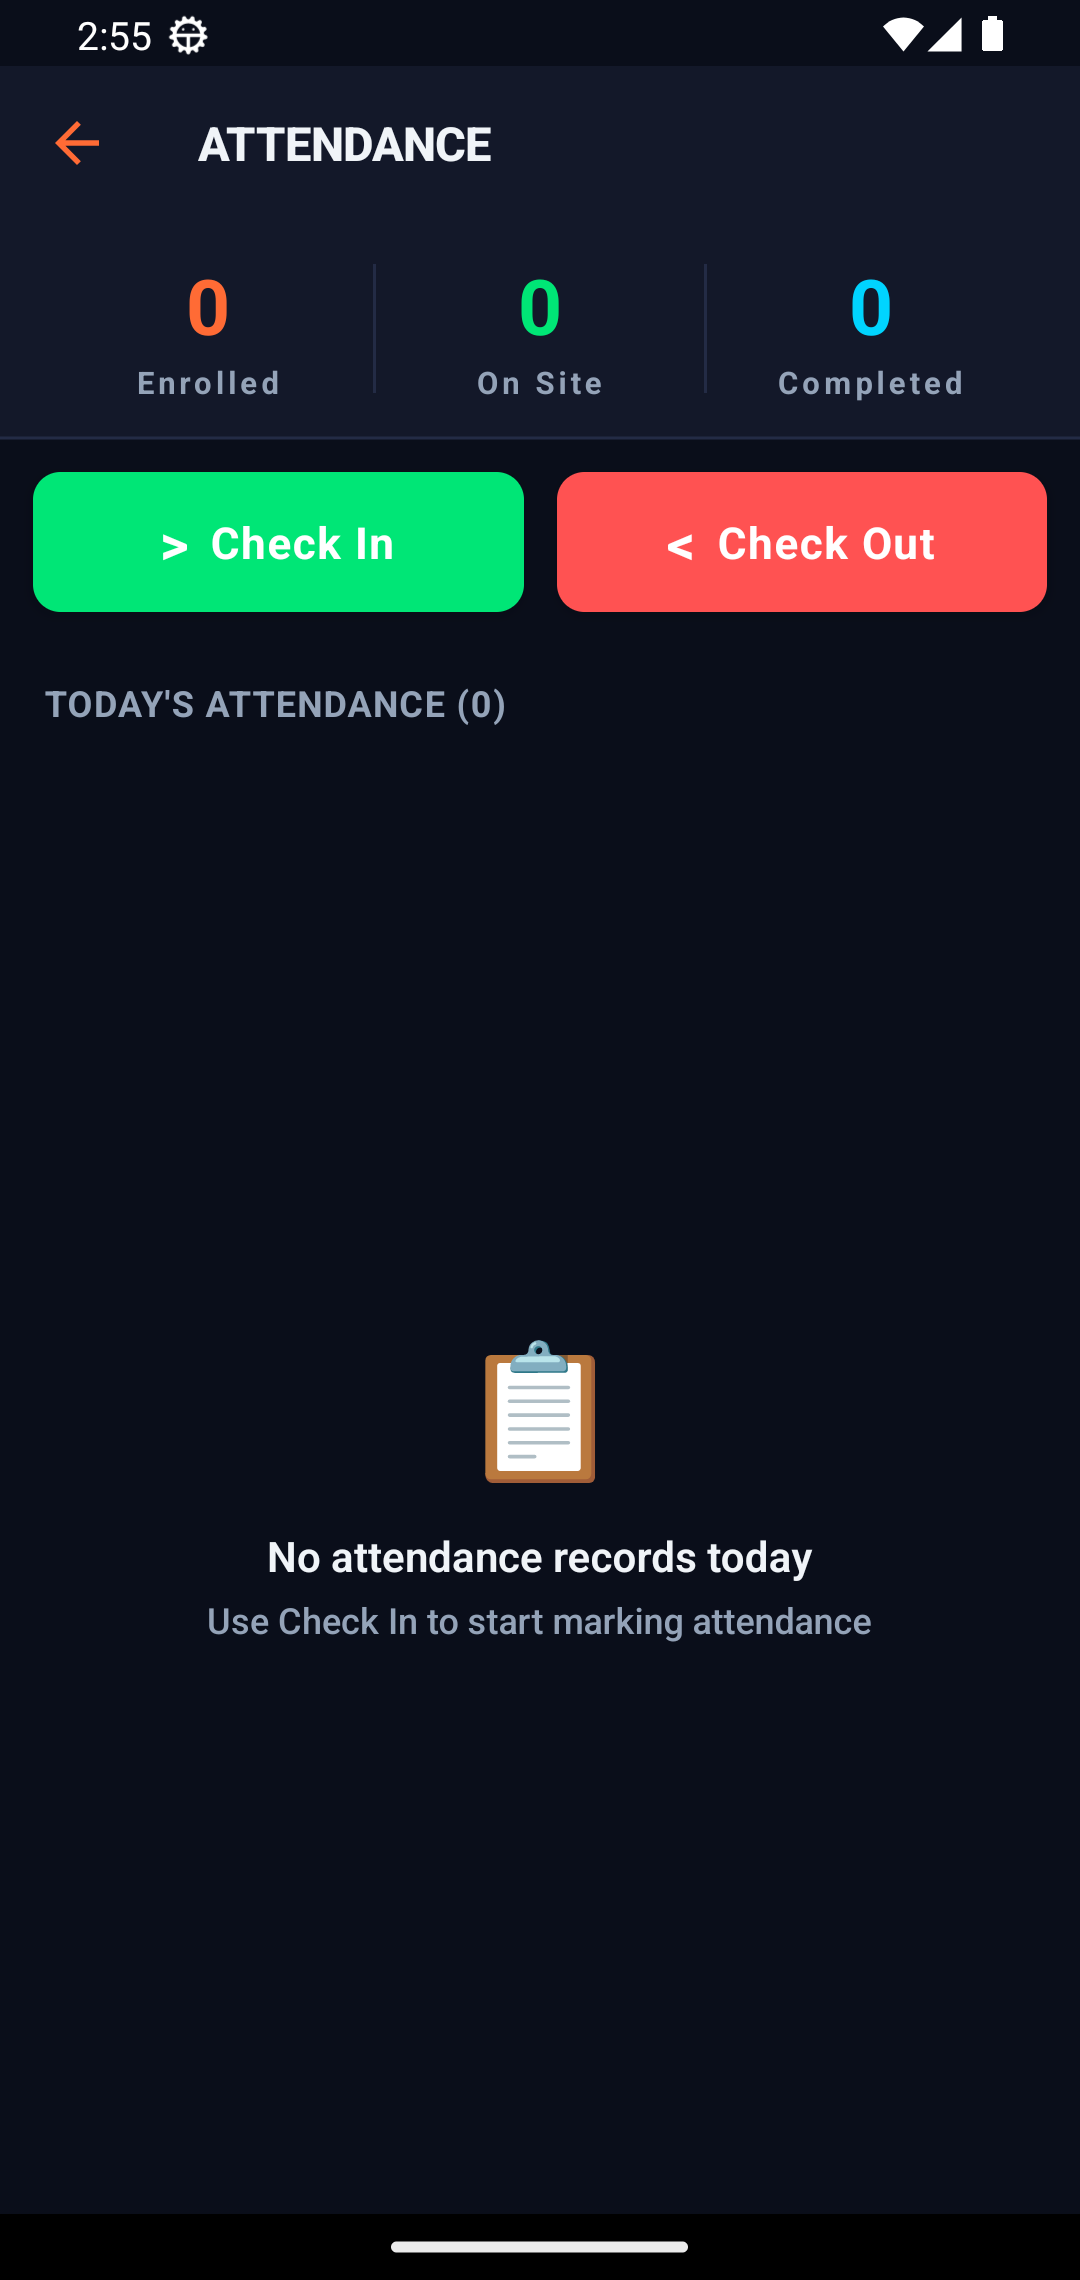 2:55
ATTENDANCE
0 0 0
Enrolled On Site Completed
> Check In < Check Out
TODAY'S ATTENDANCE (0)
No attendance records today
Use Check In to start marking attendance